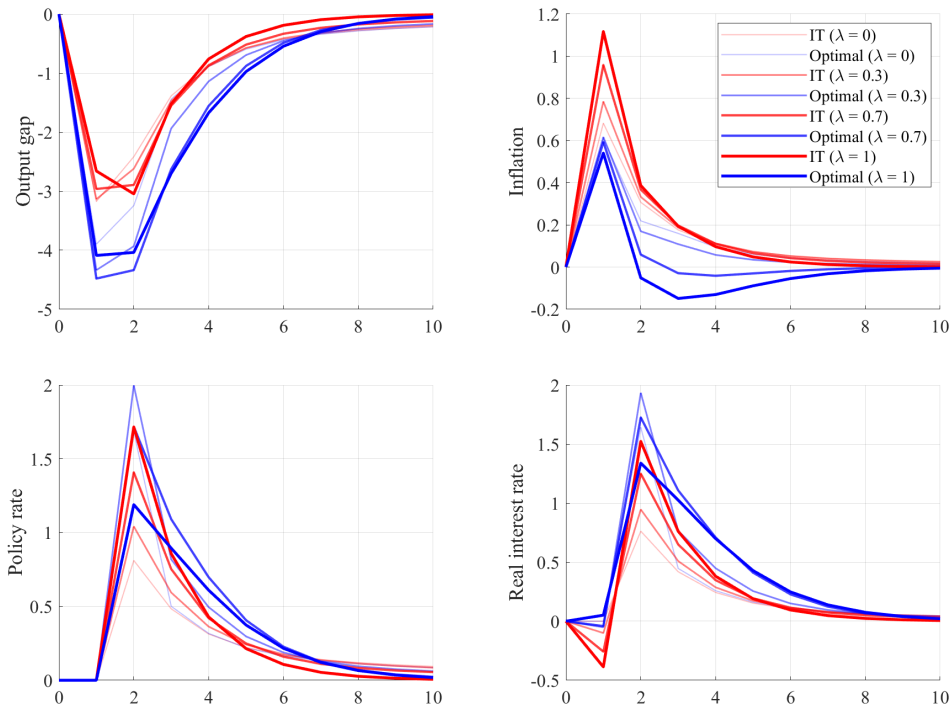 Output gap
0
-1
-2
-3
-4
-5
0 2 4 6 8 10
Inflation
1.2
1
0.8
0.6
0.4
0.2
0
-0.2
0 2 4 6 8 10
IT (λ = 0)
Optimal (λ = 0)
IT (λ = 0.3)
Optimal (λ = 0.3)
IT (λ = 0.7)
Optimal (λ = 0.7)
IT (λ = 1)
Optimal (λ = 1)
Policy rate
2
1.5
1
0.5
0
0 2 4 6 8 10
Real interest rate
2
1.5
1
0.5
0
-0.5
0 2 4 6 8 10